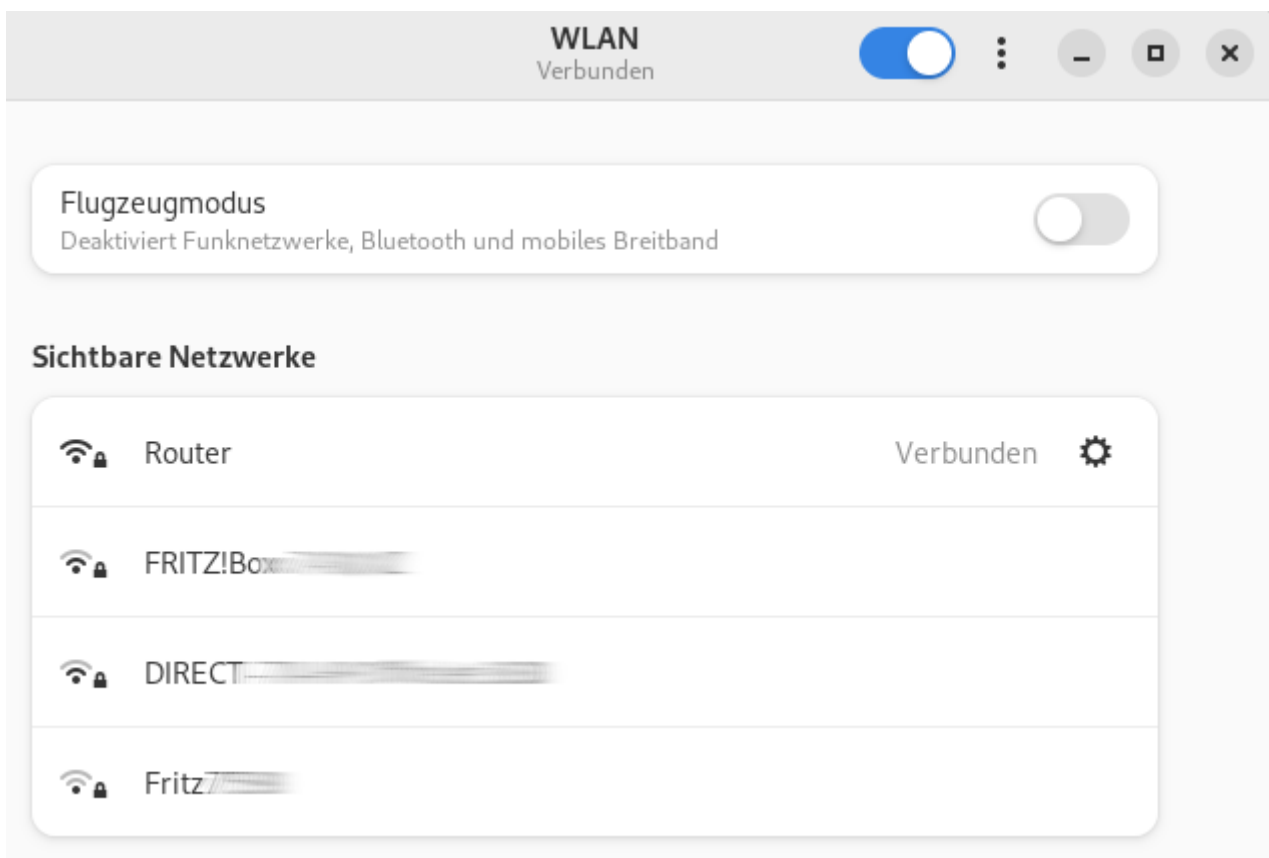 WLAN
Verbunden
Flugzeugmodus
Deaktiviert Funknetzwerke, Bluetooth und mobiles Breitband
Sichtbare Netzwerke
Router Verbunden
FRITZ!Box
DIRECT
Fritz